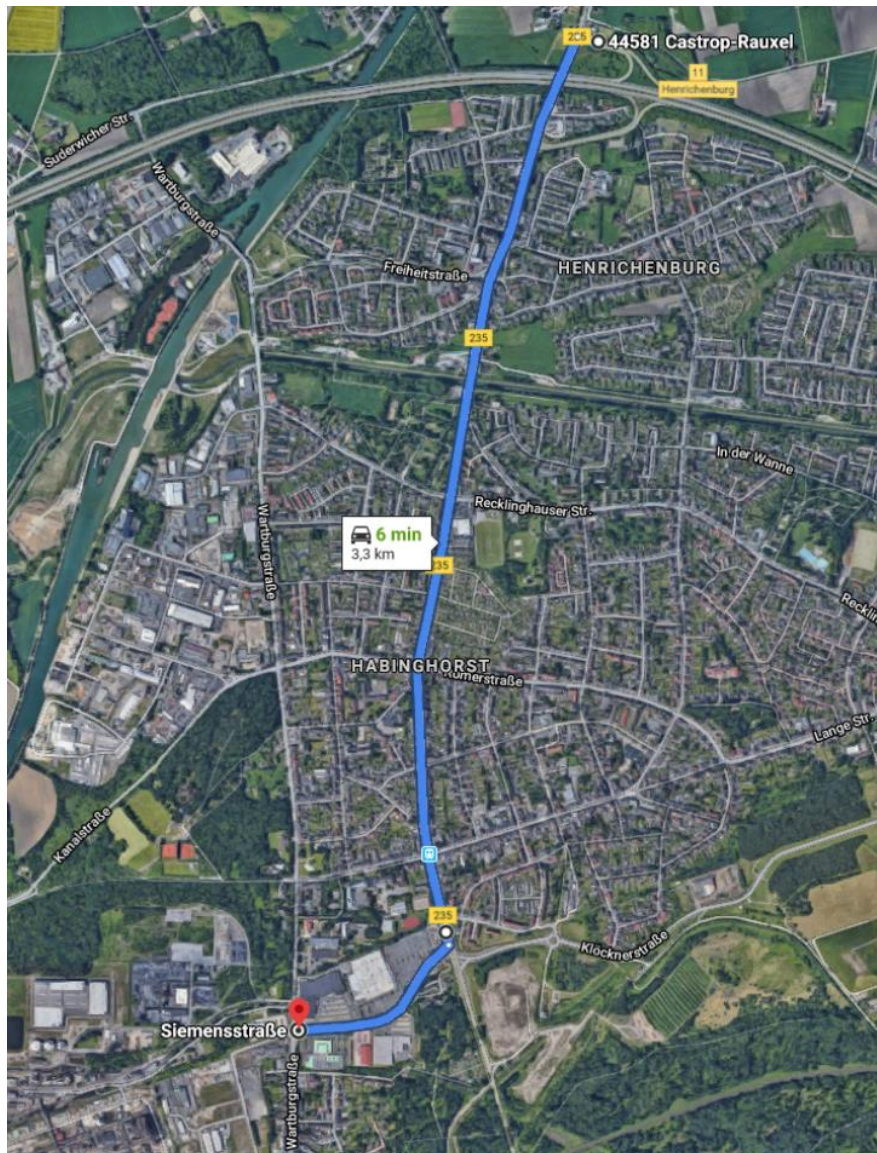 235
44581 Castrop-Rauxel
11
Henrichenburg
Suderwicher Str.
Wartburgstraße
Freiheitstraße
HENRICHENBURG
235
In der Wanne
Recklinghauser Str.
Wartburgstraße
6 min
3,3 km
235
HABINGHORST
Römerstraße
Lange Str.
Kanalstraße
235
Klöcknerstraße
Siemensstraße
Wartburgstraße